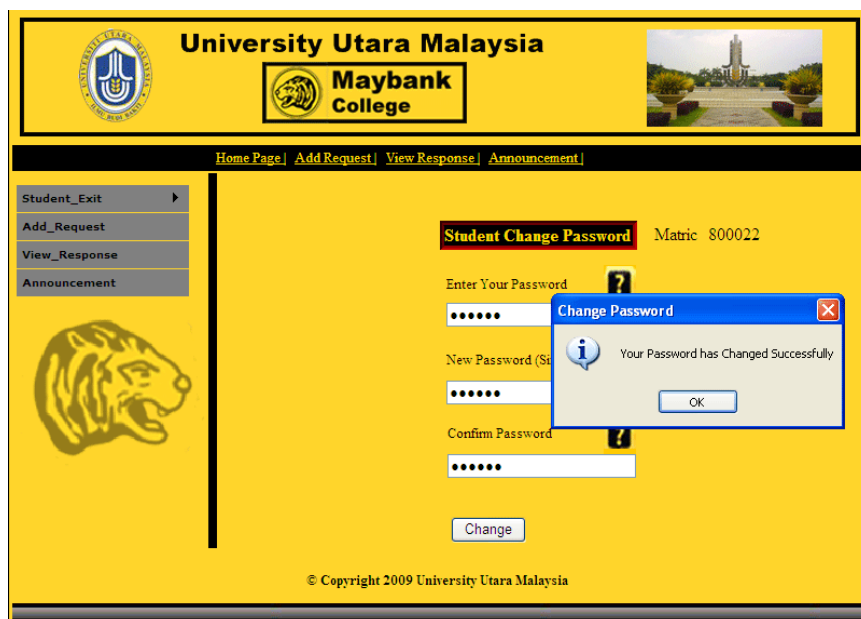 University Utara Malaysia
Maybank
College
Home Page | Add Request | View Response | Announcement |
Student_Exit
Add_Request
View_Response
Announcement
Student Change Password Matric 800022
Enter Your Password ?
Change Password
Your Password has Changed Successfully
OK
New Password (Si
Confirm Password ?
Change
© Copyright 2009 University Utara Malaysia